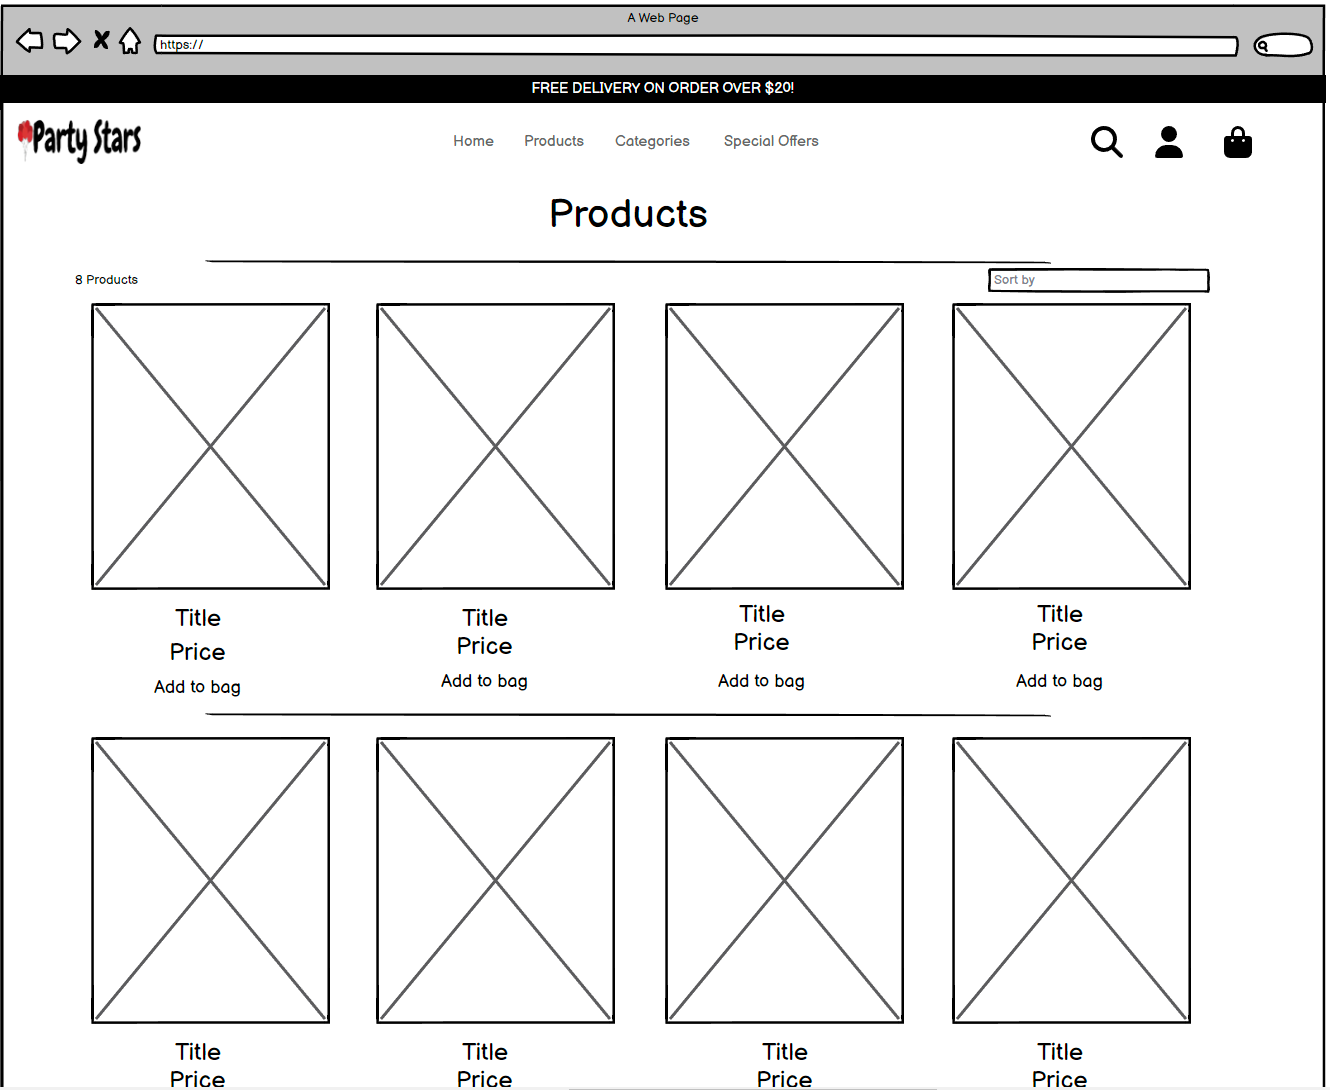 A Web Page
https://
FREE DELIVERY ON ORDER OVER $20!
Party Stars
Home Products Categories Special Offers
Products
8 Products
Sort by
Title Title Title Title
Price Price Price Price
Add to bag Add to bag Add to bag Add to bag
Title Title Title Title
Price Price Price Price